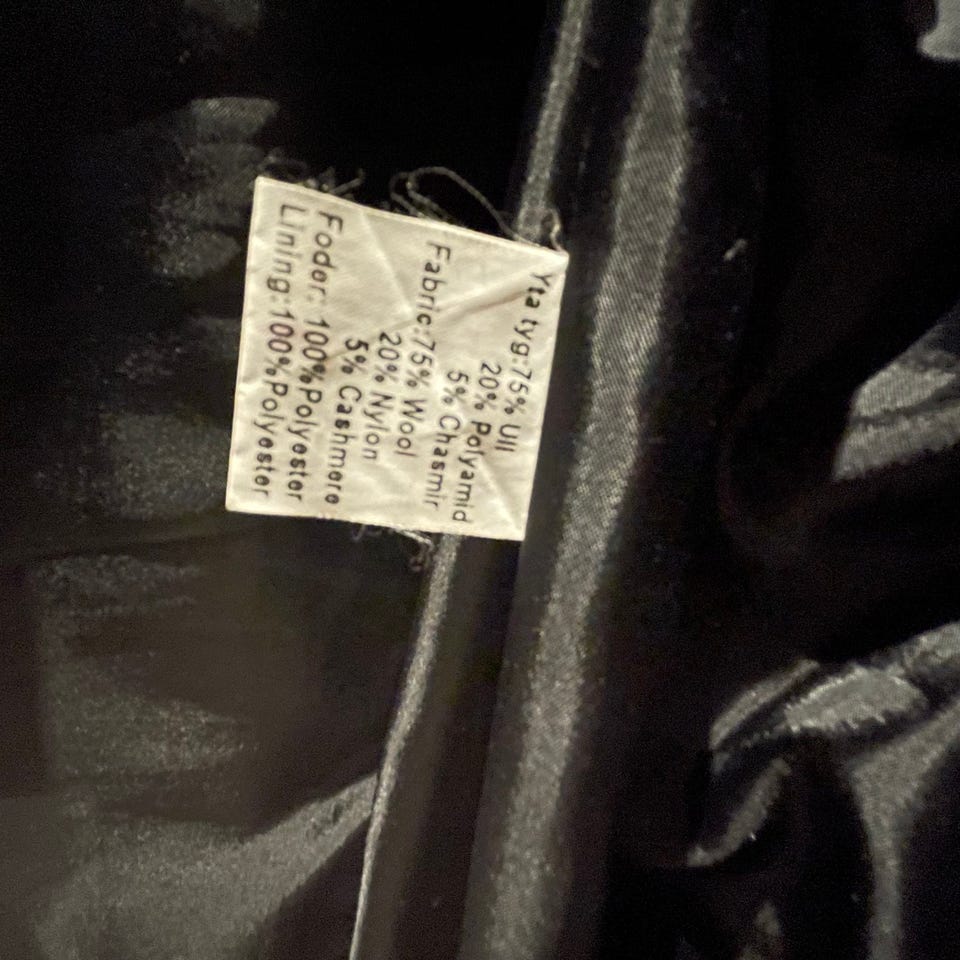 Yta tyg:75% Ull
20% Polyamid
5% Chasmir
Fabric:75% Wool
20% Nylon
5% Cashmere
Foder: 100%Polyester
Lining:100%Polyester